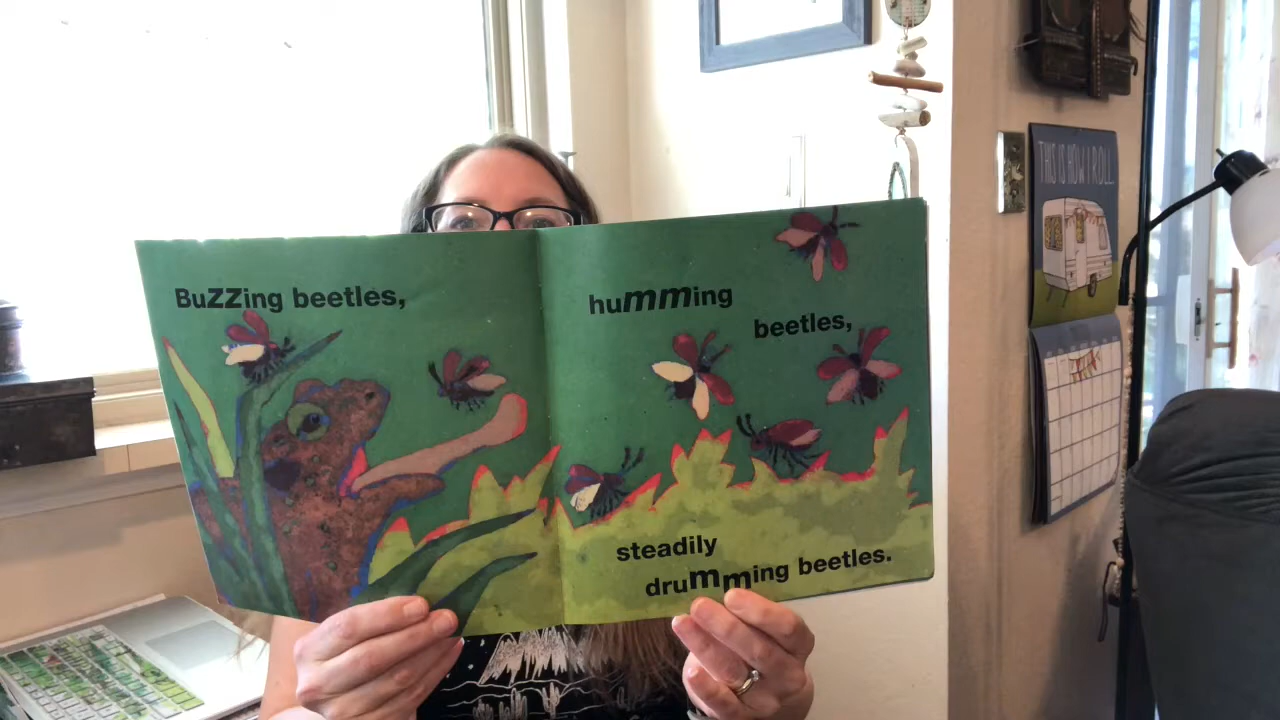 BuZZing beetles,
humming
beetles,
steadily
drumming beetles.
THIS IS HOW I ROLL.